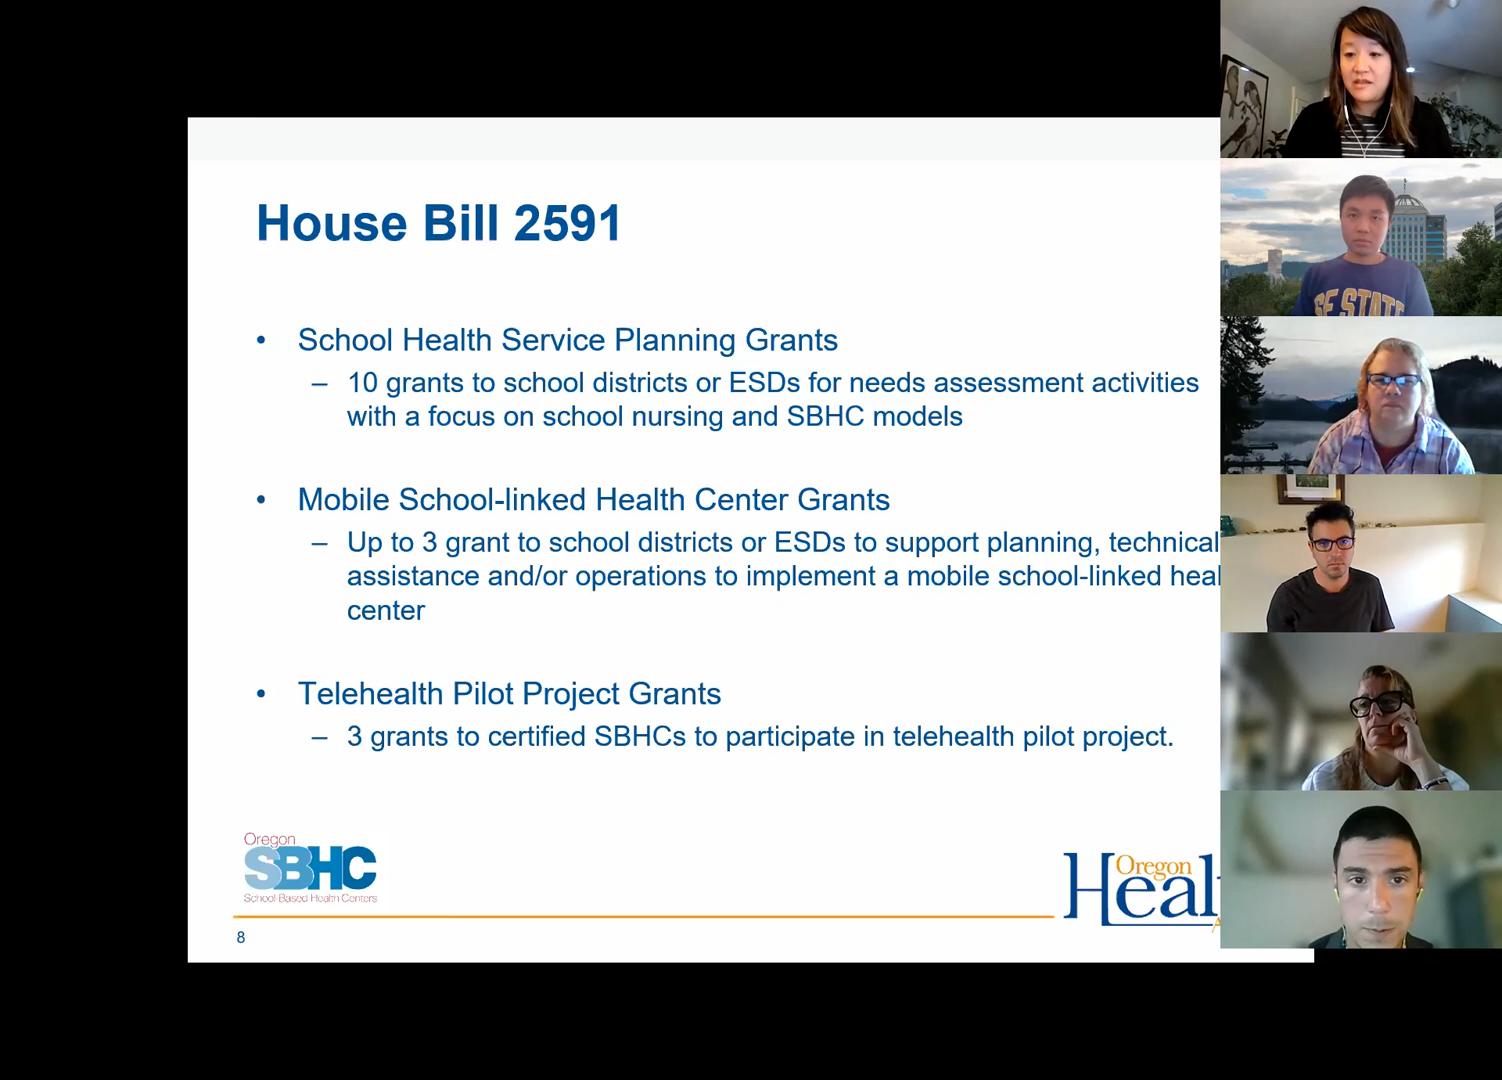 House Bill 2591
• School Health Service Planning Grants
– 10 grants to school districts or ESDs for needs assessment activities
with a focus on school nursing and SBHC models
• Mobile School-linked Health Center Grants
– Up to 3 grant to school districts or ESDs to support planning, technical
assistance and/or operations to implement a mobile school-linked heal
center
• Telehealth Pilot Project Grants
– 3 grants to certified SBHCs to participate in telehealth pilot project.
Oregon
SBHC
School-Based Health Centers
Oregon
Healt
8
SF STATE